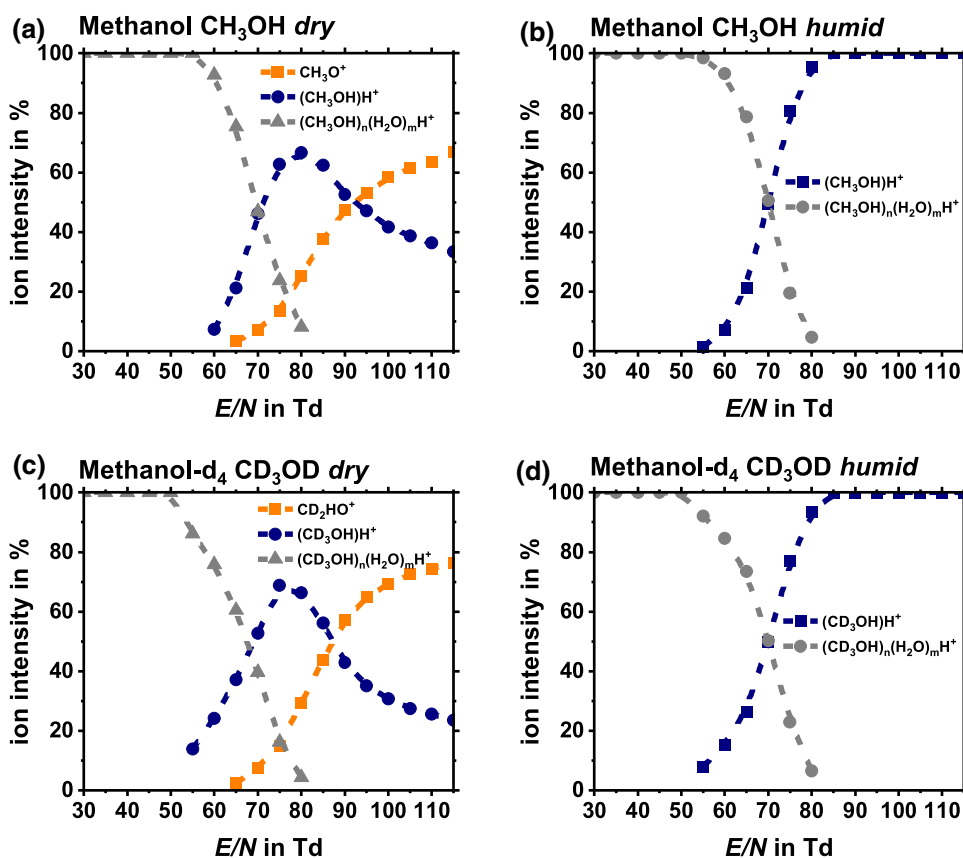 (a) Methanol CH₃OH dry
ion intensity in %
100
80
60
40
20
0
CH₃O⁺
(CH₃OH)H⁺
(CH₃OH)ₙ(H₂O)ₘH⁺
30 40 50 60 70 80 90 100 110
E/N in Td
(b) Methanol CH₃OH humid
ion intensity in %
100
80
60
40
20
0
(CH₃OH)H⁺
(CH₃OH)ₙ(H₂O)ₘH⁺
30 40 50 60 70 80 90 100 110
E/N in Td
(c) Methanol-d₄ CD₃OD dry
ion intensity in %
100
80
60
40
20
0
CD₂HO⁺
(CD₃OH)H⁺
(CD₃OH)ₙ(H₂O)ₘH⁺
30 40 50 60 70 80 90 100 110
E/N in Td
(d) Methanol-d₄ CD₃OD humid
ion intensity in %
100
80
60
40
20
0
(CD₃OH)H⁺
(CD₃OH)ₙ(H₂O)ₘH⁺
30 40 50 60 70 80 90 100 110
E/N in Td